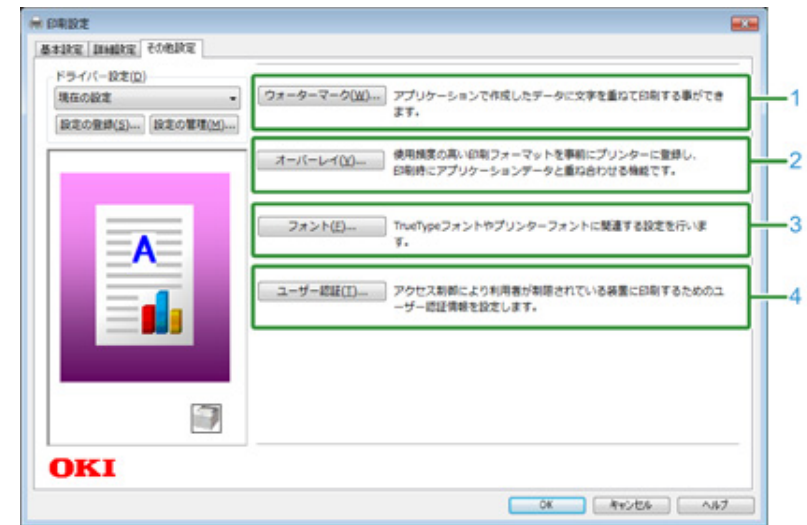 印刷設定
基本設定 詳細設定 その他設定
ドライバー設定(D)
現在の設定
設定の登録(S)... 設定の管理(M)...
ウォーターマーク(W)... アプリケーションで作成したデータに文字を重ねて印刷する事ができ
ます。
1
オーバーレイ(Y)... 使用頻度の高い印刷フォーマットを事前にプリンターに登録し、
印刷時にアプリケーションデータと重ね合わせる機能です。
2
フォント(F)... TrueTypeフォントやプリンターフォントに関連する設定を行いま
す。
3
ユーザー認証(T)... アクセス制御により利用者が制限されている装置に印刷するためのユ
ーザー認証情報を設定します。
4
A
OKI
OK キャンセル ヘルプ